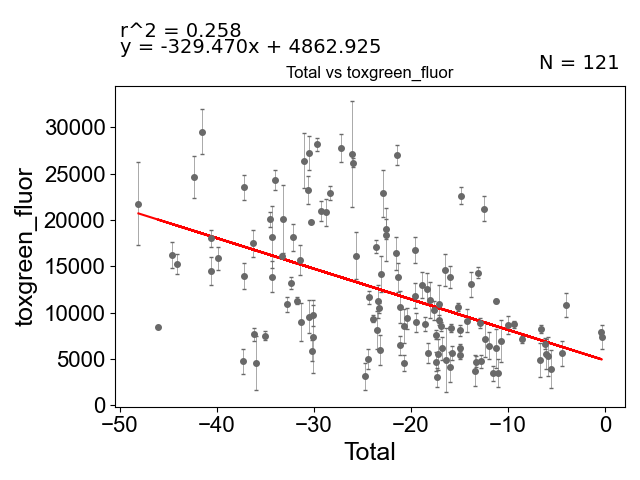 r^2 = 0.258
y = -329.470x + 4862.925
N = 121
Total vs toxgreen_fluor
30000
25000
20000
15000
10000
5000
0
toxgreen_fluor
−50
−40
−30
−20
−10
0
Total